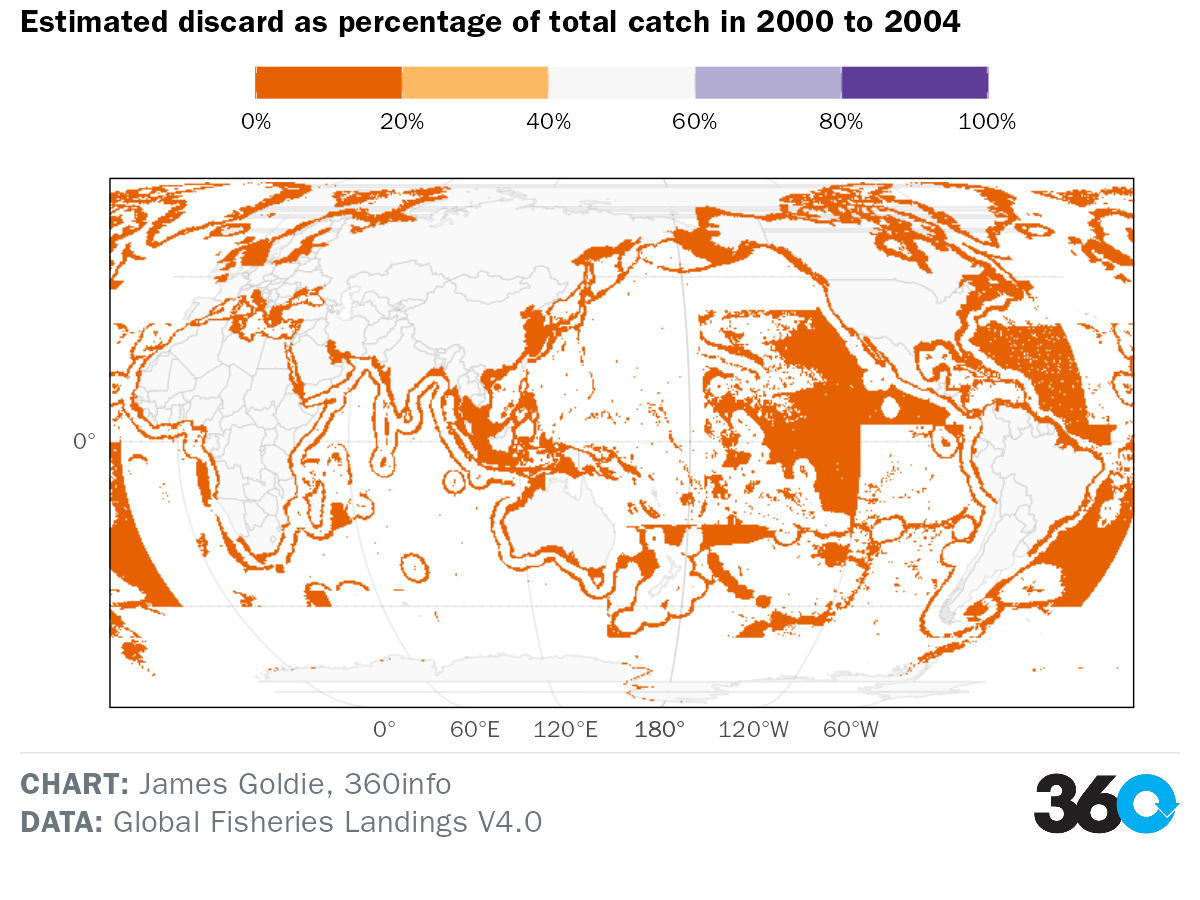 Estimated discard as percentage of total catch in 2000 to 2004
0% 20% 40% 60% 80% 100%
0°
0° 60°E 120°E 180° 120°W 60°W
CHART: James Goldie, 360info
DATA: Global Fisheries Landings V4.0
360